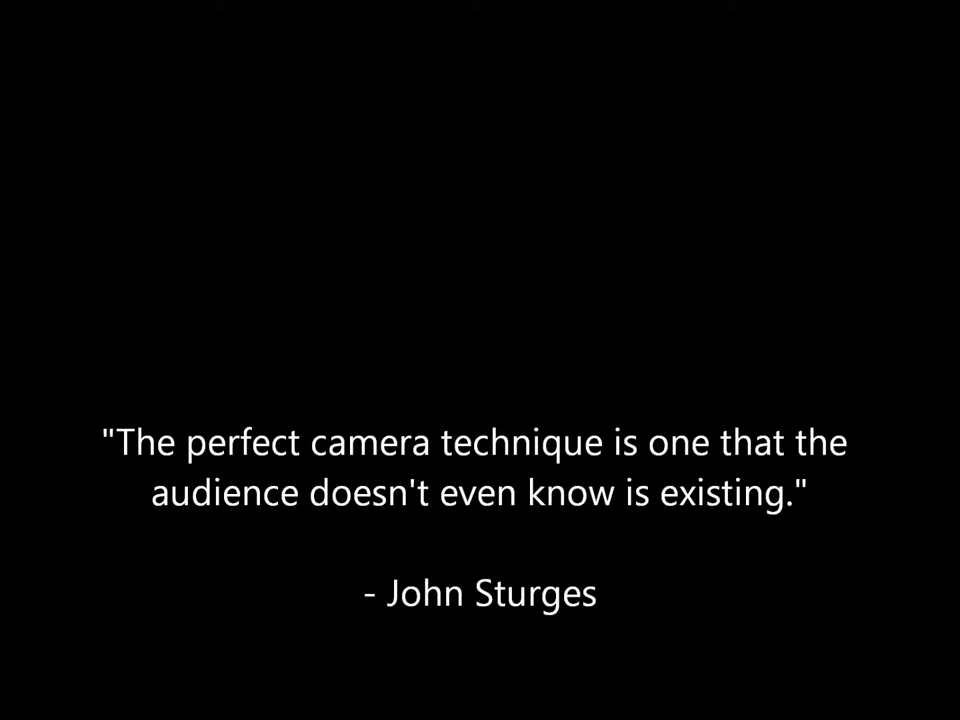 "The perfect camera technique is one that the
audience doesn't even know is existing."
- John Sturges